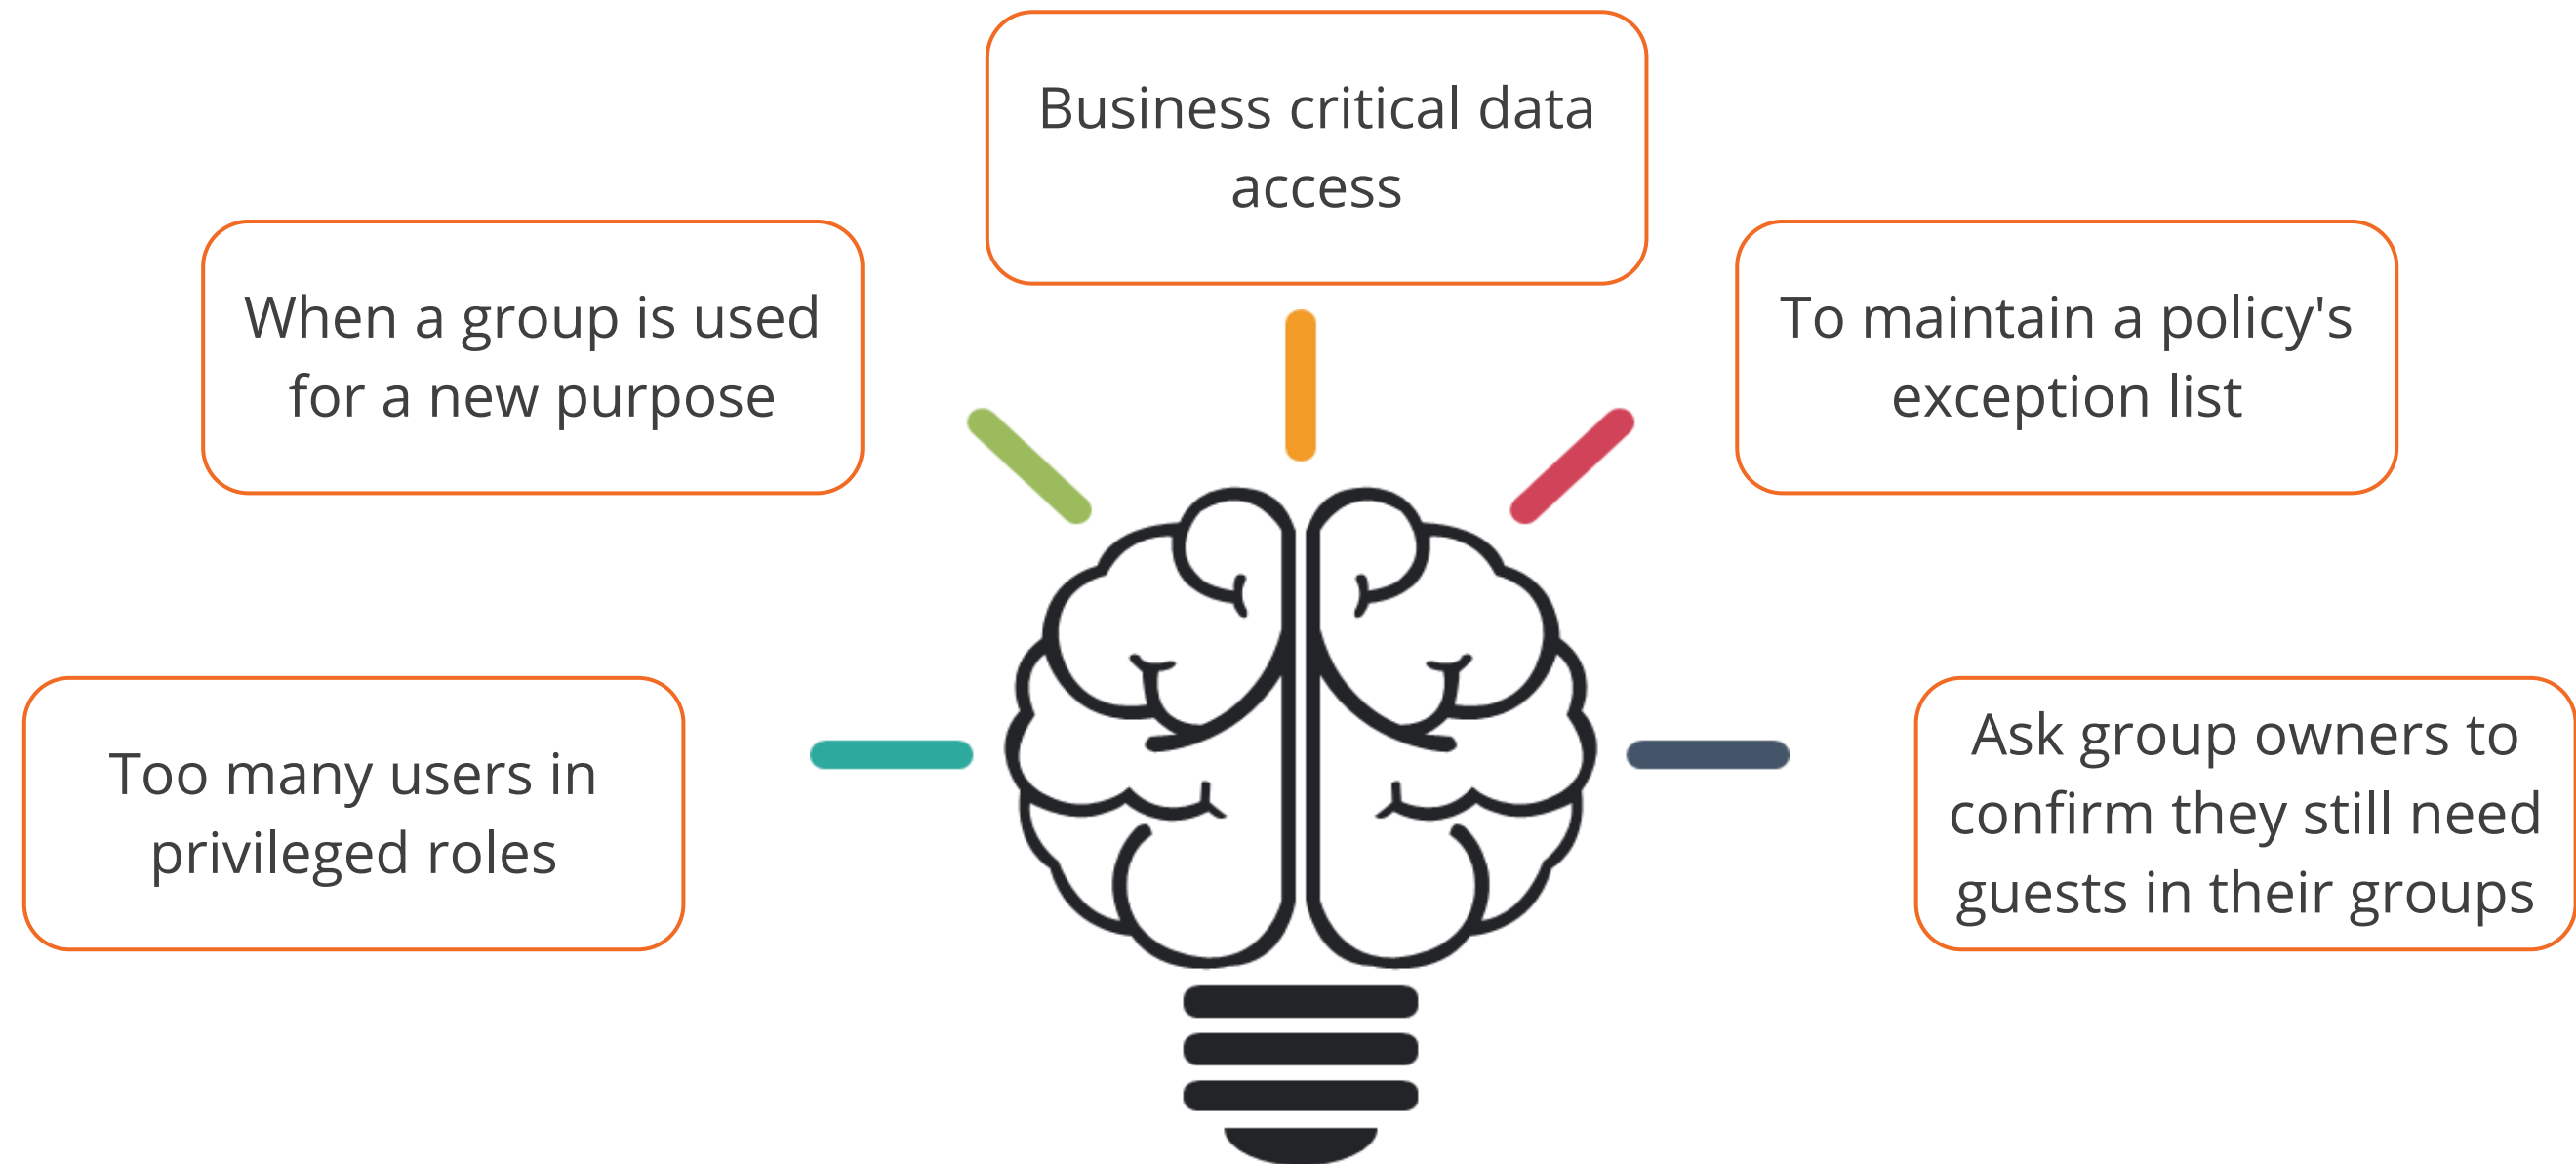 Business critical data
access
When a group is used
for a new purpose
To maintain a policy's
exception list
Too many users in
privileged roles
Ask group owners to
confirm they still need
guests in their groups